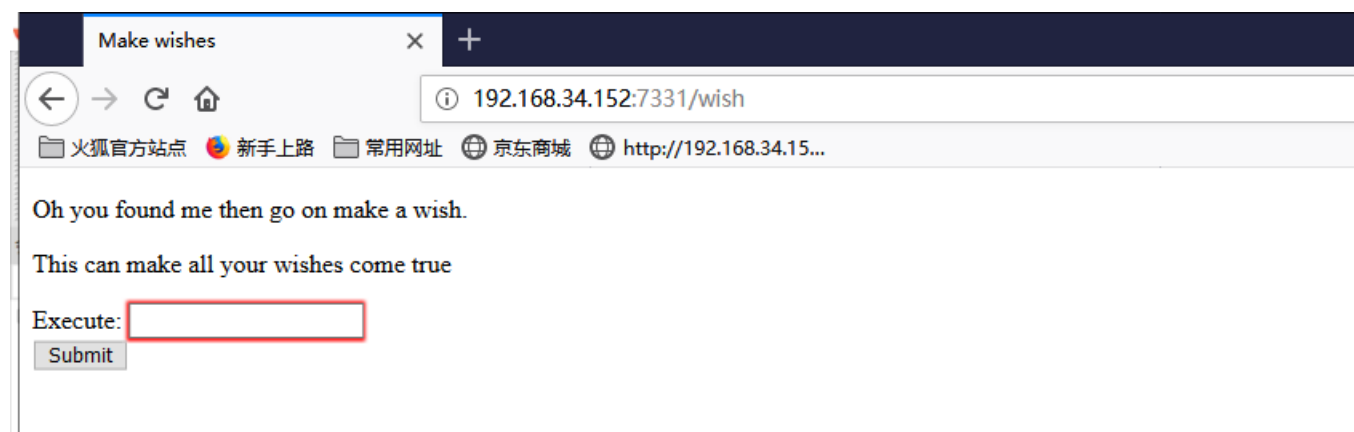 Make wishes
192.168.34.152:7331/wish
火狐官方站点 新手上路 常用网址 京东商城 http://192.168.34.15...
Oh you found me then go on make a wish.
This can make all your wishes come true
Execute:
Submit